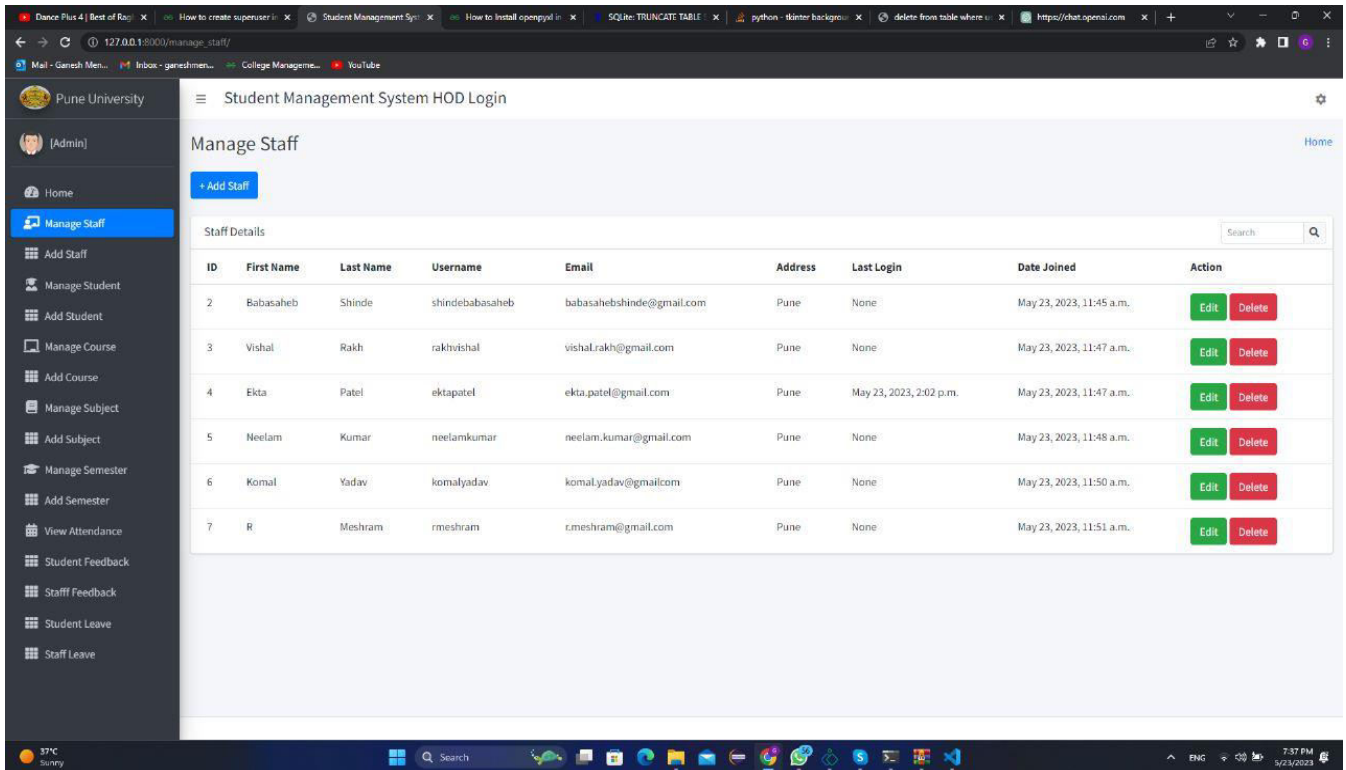 Dance Plus 4 | Best of Rag
How to create superuser in
Student Management Syst
How to Install openpyxl in
SQLite: TRUNCATE TABLE
python - tkinter backgrou
delete from table where
https://chat.openai.com
127.0.0.1:8000/manage_staff/
Mail - Ganesh Men... Inbox - ganeshmen... College Manageme... YouTube
Pune University
Student Management System HOD Login
[Admin]
Manage Staff
Home
+ Add Staff
Home
Manage Staff
Add Staff
Manage Student
Add Student
Manage Course
Add Course
Manage Subject
Add Subject
Manage Semester
Add Semester
View Attendance
Student Feedback
Stafff Feedback
Student Leave
Staff Leave
Staff Details
Search
ID First Name Last Name Username Email Address Last Login Date Joined Action
2 Babasaheb Shinde shindebabasaheb babasahebshinde@gmail.com Pune None May 23, 2023, 11:45 a.m. Edit Delete
3 Vishal Rakh rakhvishal vishal.rakh@gmail.com Pune None May 23, 2023, 11:47 a.m. Edit Delete
4 Ekta Patel ektapatel ekta.patel@gmail.com Pune May 23, 2023, 2:02 p.m. May 23, 2023, 11:47 a.m. Edit Delete
5 Neelam Kumar neelamkumar neelam.kumar@gmail.com Pune None May 23, 2023, 11:48 a.m. Edit Delete
6 Komal Yadav komalyadav komal.yadav@gmailcom Pune None May 23, 2023, 11:50 a.m. Edit Delete
7 R Meshram rmeshram r.meshram@gmail.com Pune None May 23, 2023, 11:51 a.m. Edit Delete
37°C
Sunny
Search
ENG
7:37 PM
5/23/2023